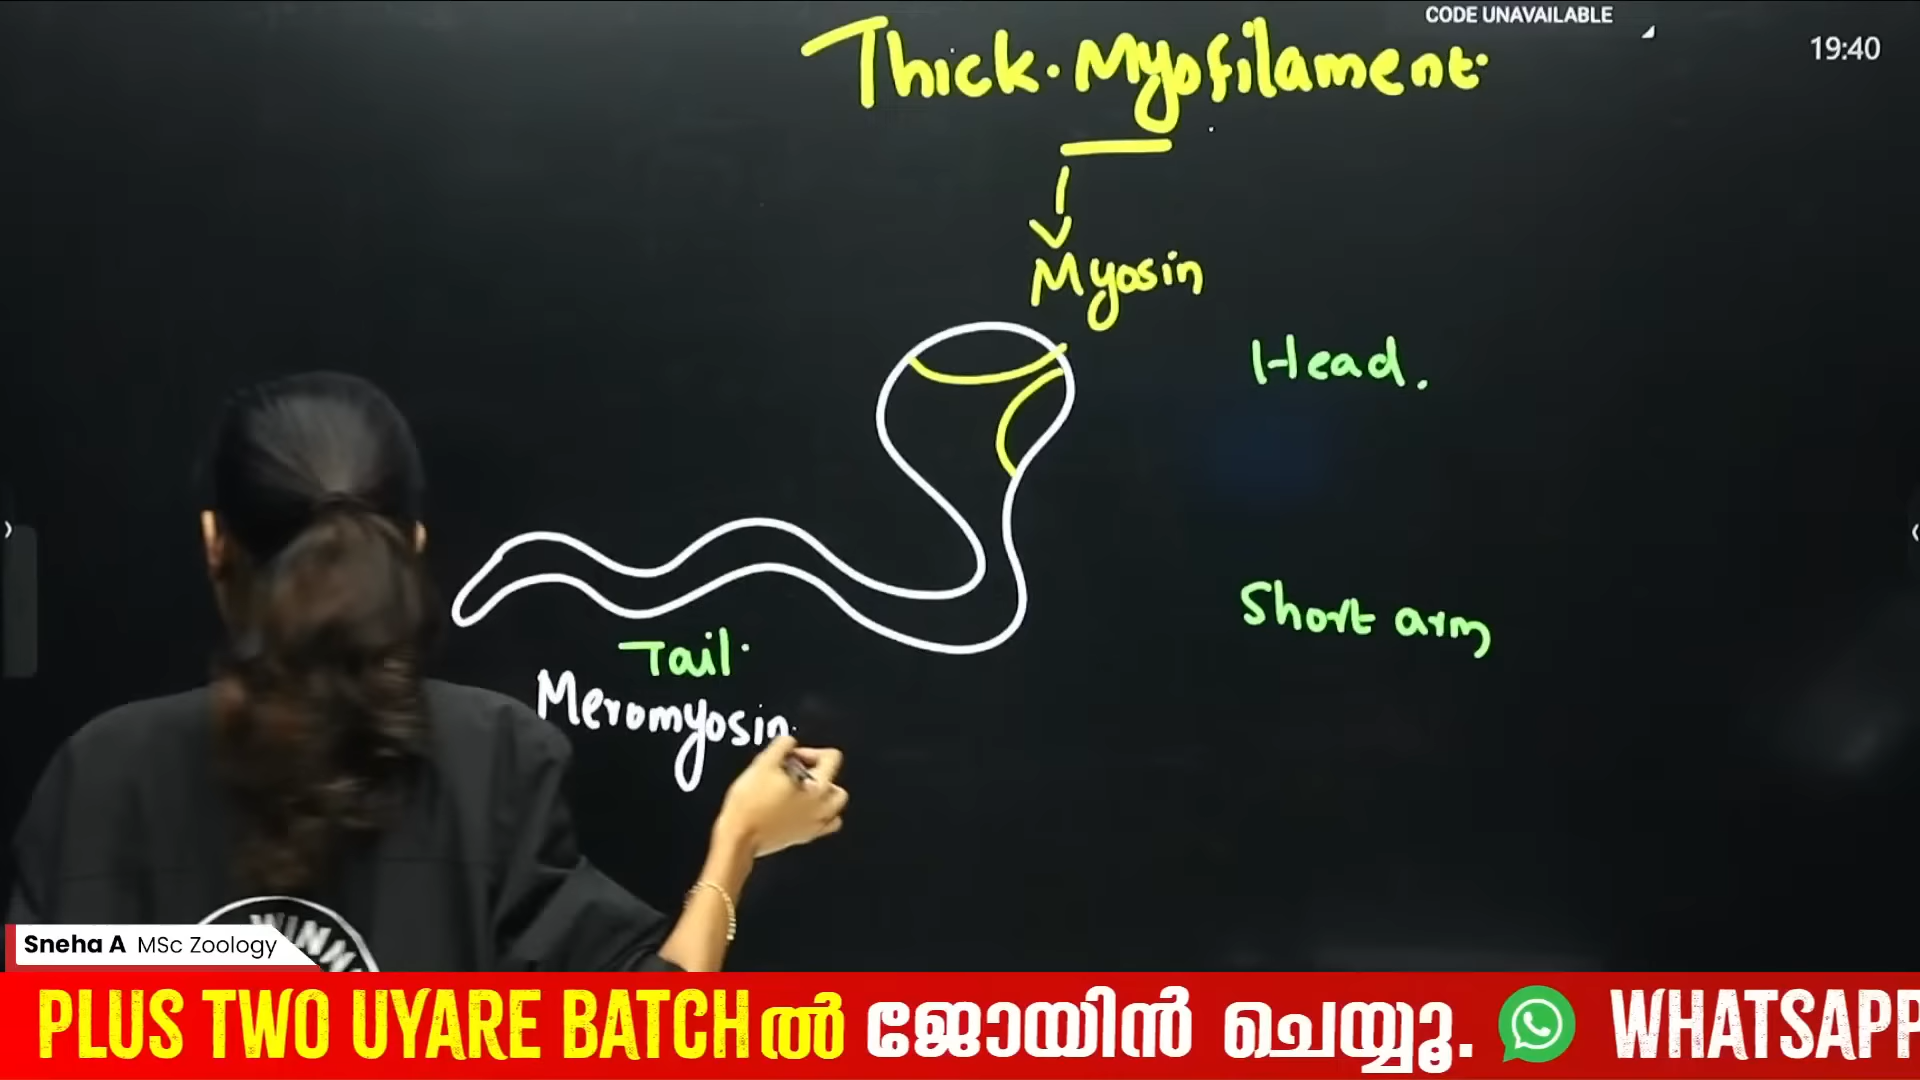 CODE UNAVAILABLE
19:40
Thick Myofilament
Myosin
Head.
Short arm
Tail
Meromyosin
Sneha A MSc Zoology
PLUS TWO UYARE BATCHൽ ജോയിൻ ചെയ്യൂ. WHATSAPP